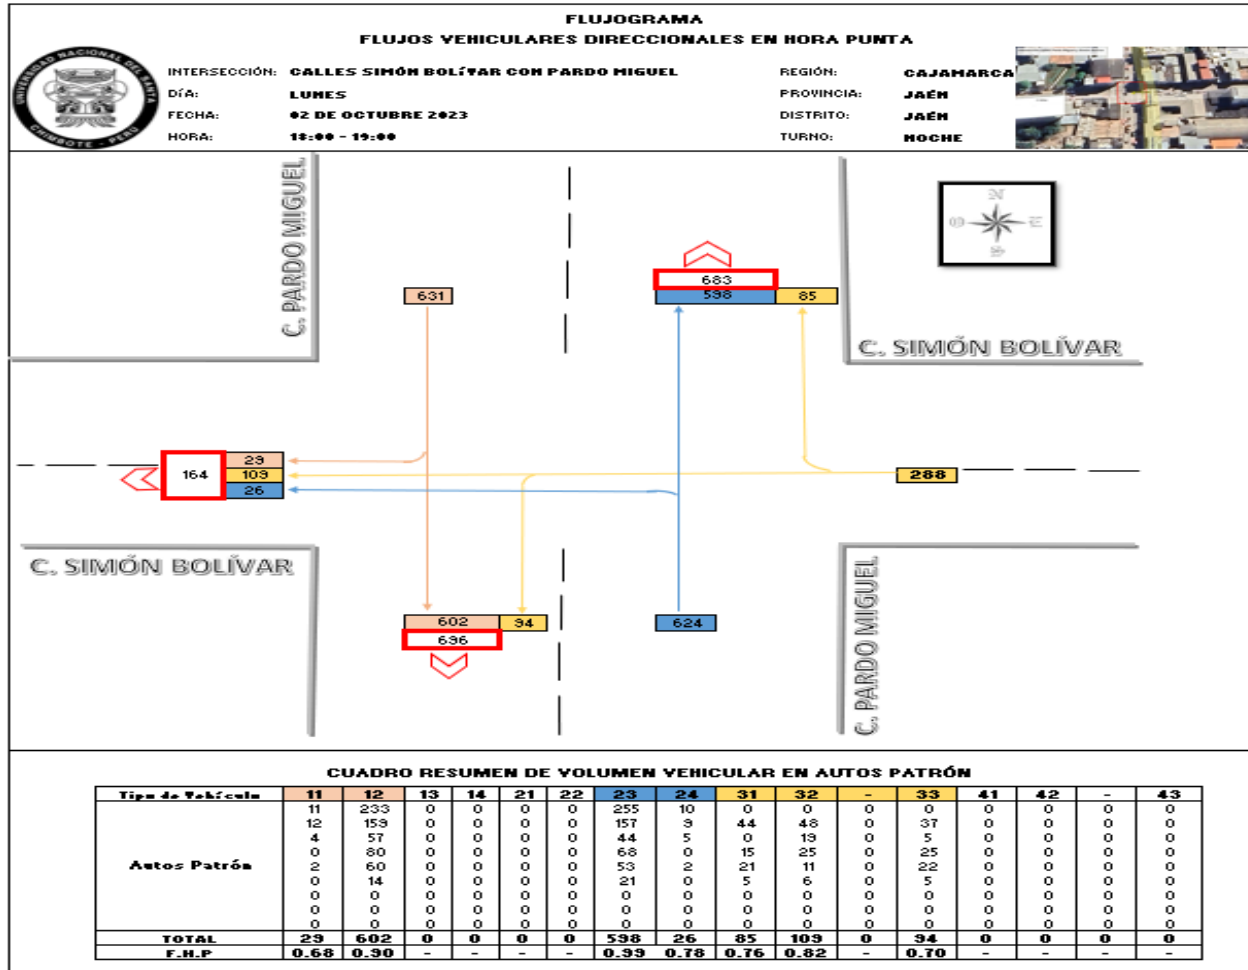 FLUJOGRAMA
FLUJOS VEHICULARES DIRECCIONALES EN HORA PUNTA
INTERSECCIÓN: CALLES SIMÓN BOLÍVAR CON PARDO MIGUEL REGIÓN: CAJAMARCA
DÍA: LUNES PROVINCIA: JAÉN
FECHA: 02 DE OCTUBRE 2023 DISTRITO: JAÉN
HORA: 18:00 - 19:00 TURNO: NOCHE
UNIVERSIDAD NACIONAL DEL SANTA
CHIMBOTE - PERÚ
C. PARDO MIGUEL
N
O E
S
683
631 598 85
C. SIMÓN BOLÍVAR
164 29
109
26
288
C. SIMÓN BOLÍVAR
602 94 624
696
C. PARDO MIGUEL
CUADRO RESUMEN DE VOLUMEN VEHICULAR EN AUTOS PATRÓN
Tipo de Vehículo 11 12 13 14 21 22 23 24 31 32 - 33 41 42 - 43
Autos Patrón
11 233 0 0 0 0 255 10 0 0 0 0 0 0 0 0
12 159 0 0 0 0 157 9 44 48 0 37 0 0 0 0
4 57 0 0 0 0 44 5 0 19 0 5 0 0 0 0
0 80 0 0 0 0 68 0 15 25 0 25 0 0 0 0
2 60 0 0 0 0 53 2 21 11 0 22 0 0 0 0
0 14 0 0 0 0 21 0 5 6 0 5 0 0 0 0
0 0 0 0 0 0 0 0 0 0 0 0 0 0 0 0
0 0 0 0 0 0 0 0 0 0 0 0 0 0 0 0
0 0 0 0 0 0 0 0 0 0 0 0 0 0 0 0
TOTAL 29 602 0 0 0 0 598 26 85 109 0 94 0 0 0 0
F.H.P 0.68 0.90 - - - - 0.99 0.78 0.76 0.82 - 0.70 - - - -